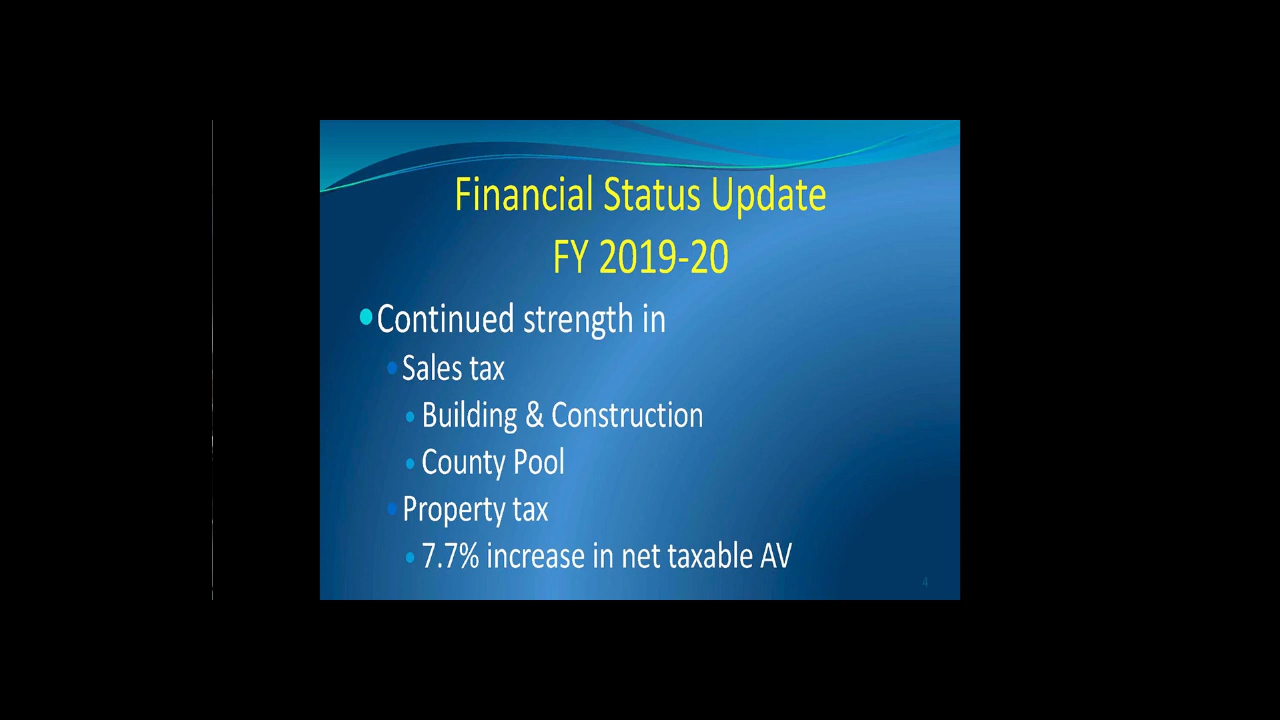 Financial Status Update
FY 2019-20
Continued strength in
Sales tax
Building & Construction
County Pool
Property tax
7.7% increase in net taxable AV
4